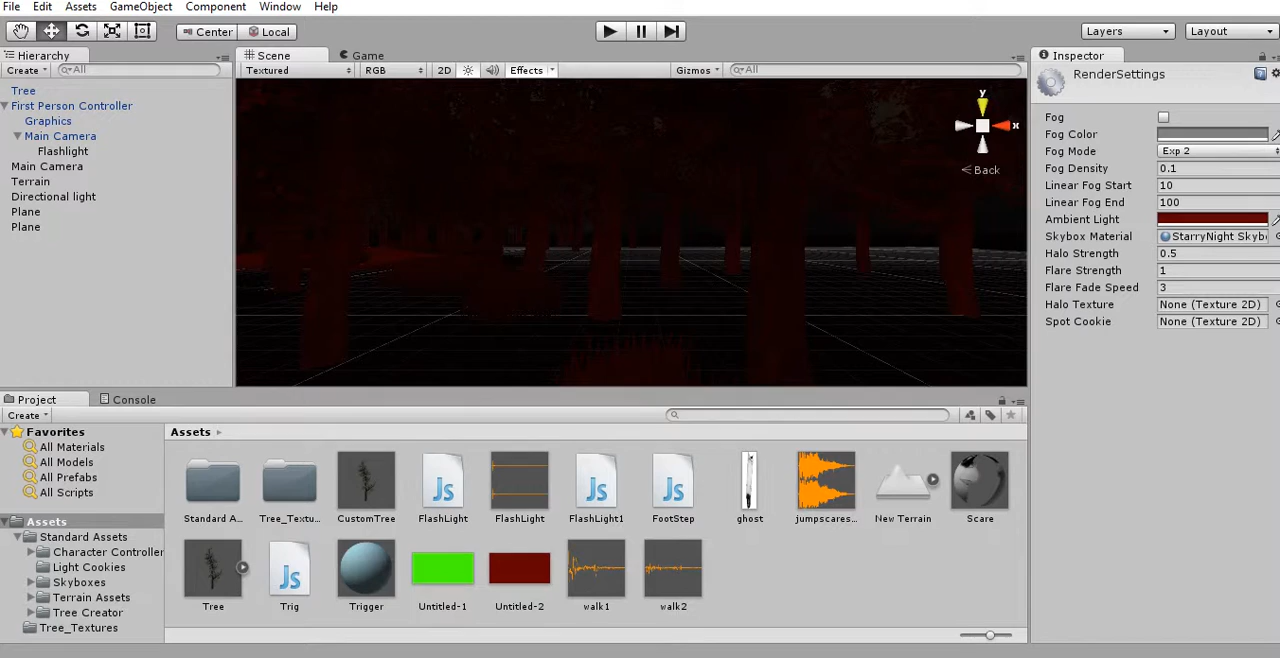 File Edit Assets GameObject Component Window Help
Center Local Layers Layout
Hierarchy
Create All
Tree
First Person Controller
Graphics
Main Camera
Flashlight
Main Camera
Terrain
Directional light
Plane
Plane
Scene Game
Textured RGB 2D Effects Gizmos All
y
x
Back
Inspector
RenderSettings
Fog
Fog Color
Fog Mode Exp 2
Fog Density 0.1
Linear Fog Start 10
Linear Fog End 100
Ambient Light
Skybox Material StarryNight Skyb
Halo Strength 0.5
Flare Strength 1
Flare Fade Speed 3
Halo Texture None (Texture 2D)
Spot Cookie None (Texture 2D)
Project Console
Create
Favorites
All Materials
All Models
All Prefabs
All Scripts
Assets
Standard Assets
Character Controller
Light Cookies
Skyboxes
Terrain Assets
Tree Creator
Tree_Textures
Assets
Js Js Js
Standard A... Tree_Textu... CustomTree FlashLight FlashLight FlashLight1 FootStep ghost jumpscares... New Terrain Scare
Js
Tree Trig Trigger Untitled-1 Untitled-2 walk1 walk2